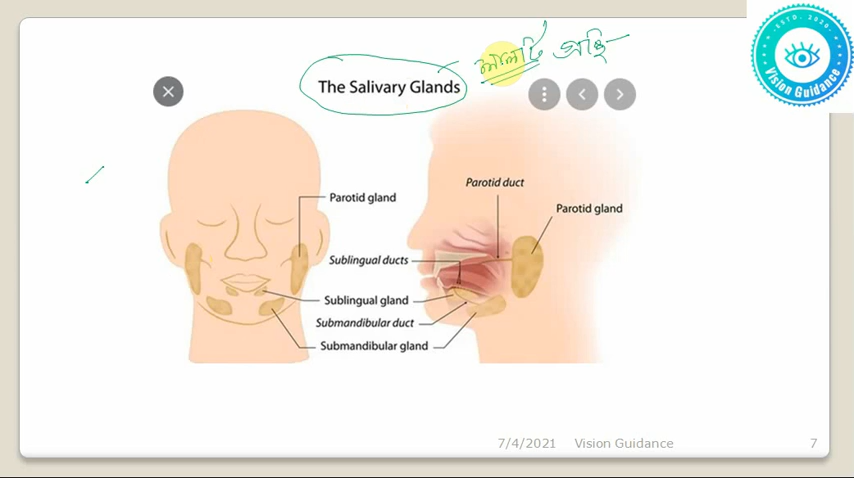 ESTD. 2020.
Vision Guidance
গ্রন্থি
The Salivary Glands
Parotid duct
Parotid gland
Parotid gland
Sublingual ducts
Sublingual gland
Submandibular duct
Submandibular gland
7/4/2021 Vision Guidance 7